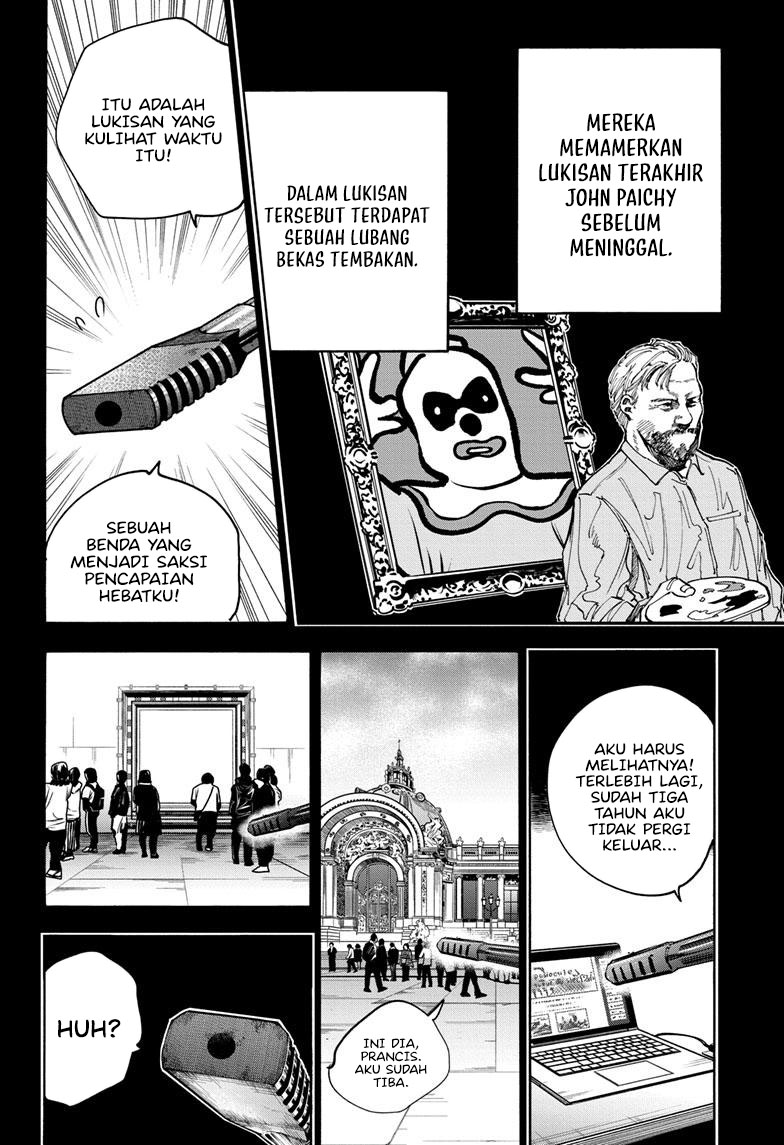 MEREKA
MEMAMERKAN
LUKISAN TERAKHIR
JOHN PAICHY
SEBELUM
MENINGGAL.
DALAM LUKISAN
TERSEBUT TERDAPAT
SEBUAH LUBANG
BEKAS TEMBAKAN.
ITU ADALAH
LUKISAN YANG
KULIHAT WAKTU
ITU!
SEBUAH
BENDA YANG
MENJADI SAKSI
PENCAPAIAN
HEBATKU!
AKU HARUS
MELIHATNYA!
TERLEBIH LAGI,
SUDAH TIGA
TAHUN AKU
TIDAK PERGI
KELUAR...
INI DIA,
PRANCIS.
AKU SUDAH
TIBA.
HUH?